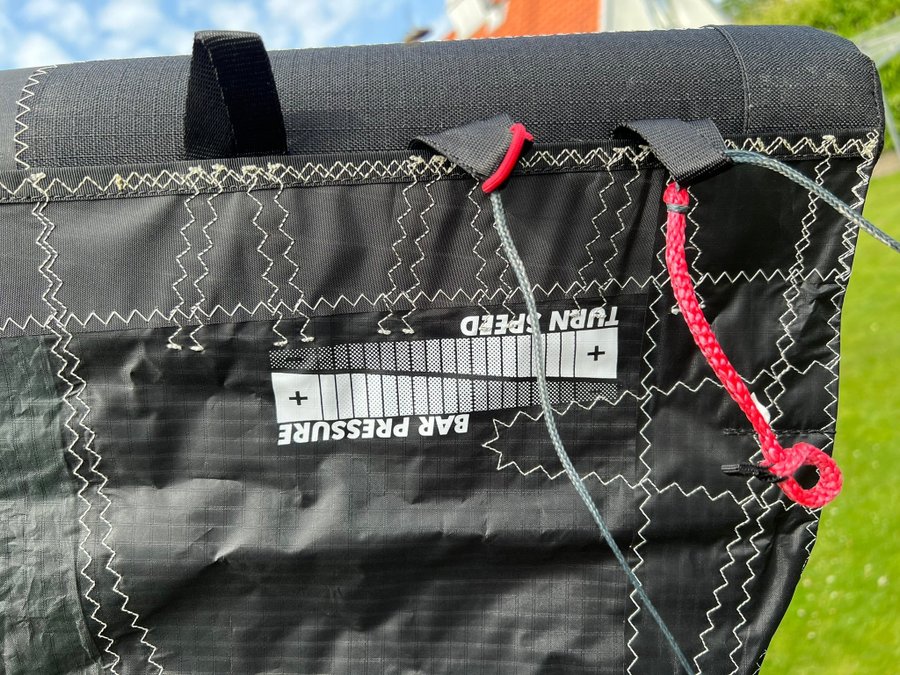 BAR PRESSURE
+
+ -
TURN SPEED